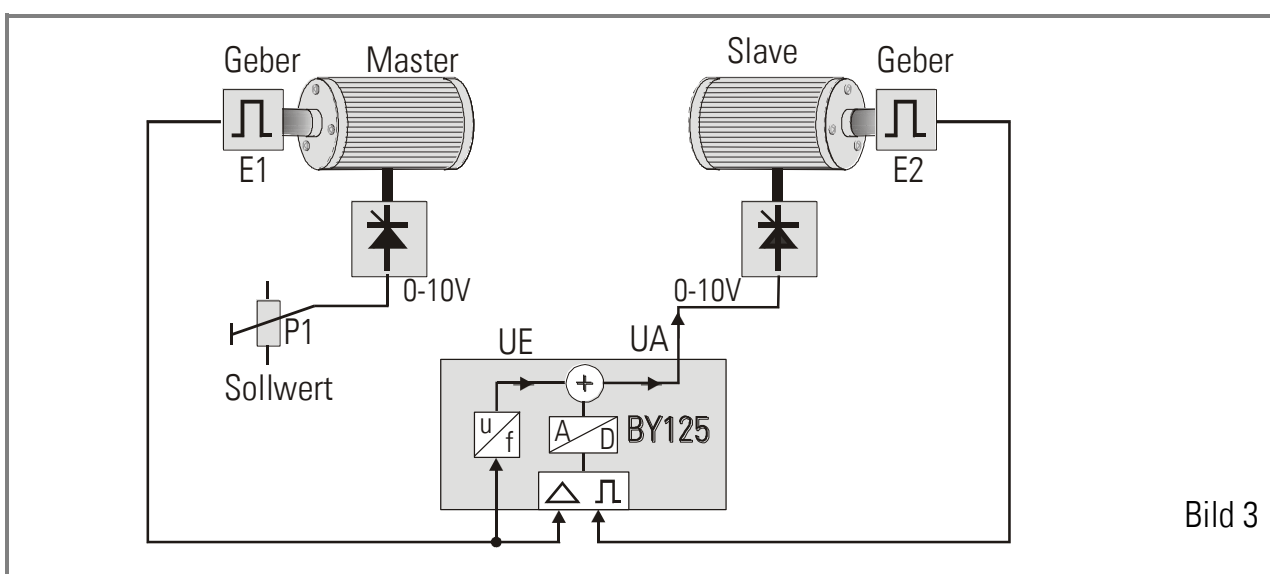 Geber
Master
Slave
Geber
E1
E2
0-10V
0-10V
P1
Sollwert
UE
UA
u/f
A/D
BY125
Bild 3